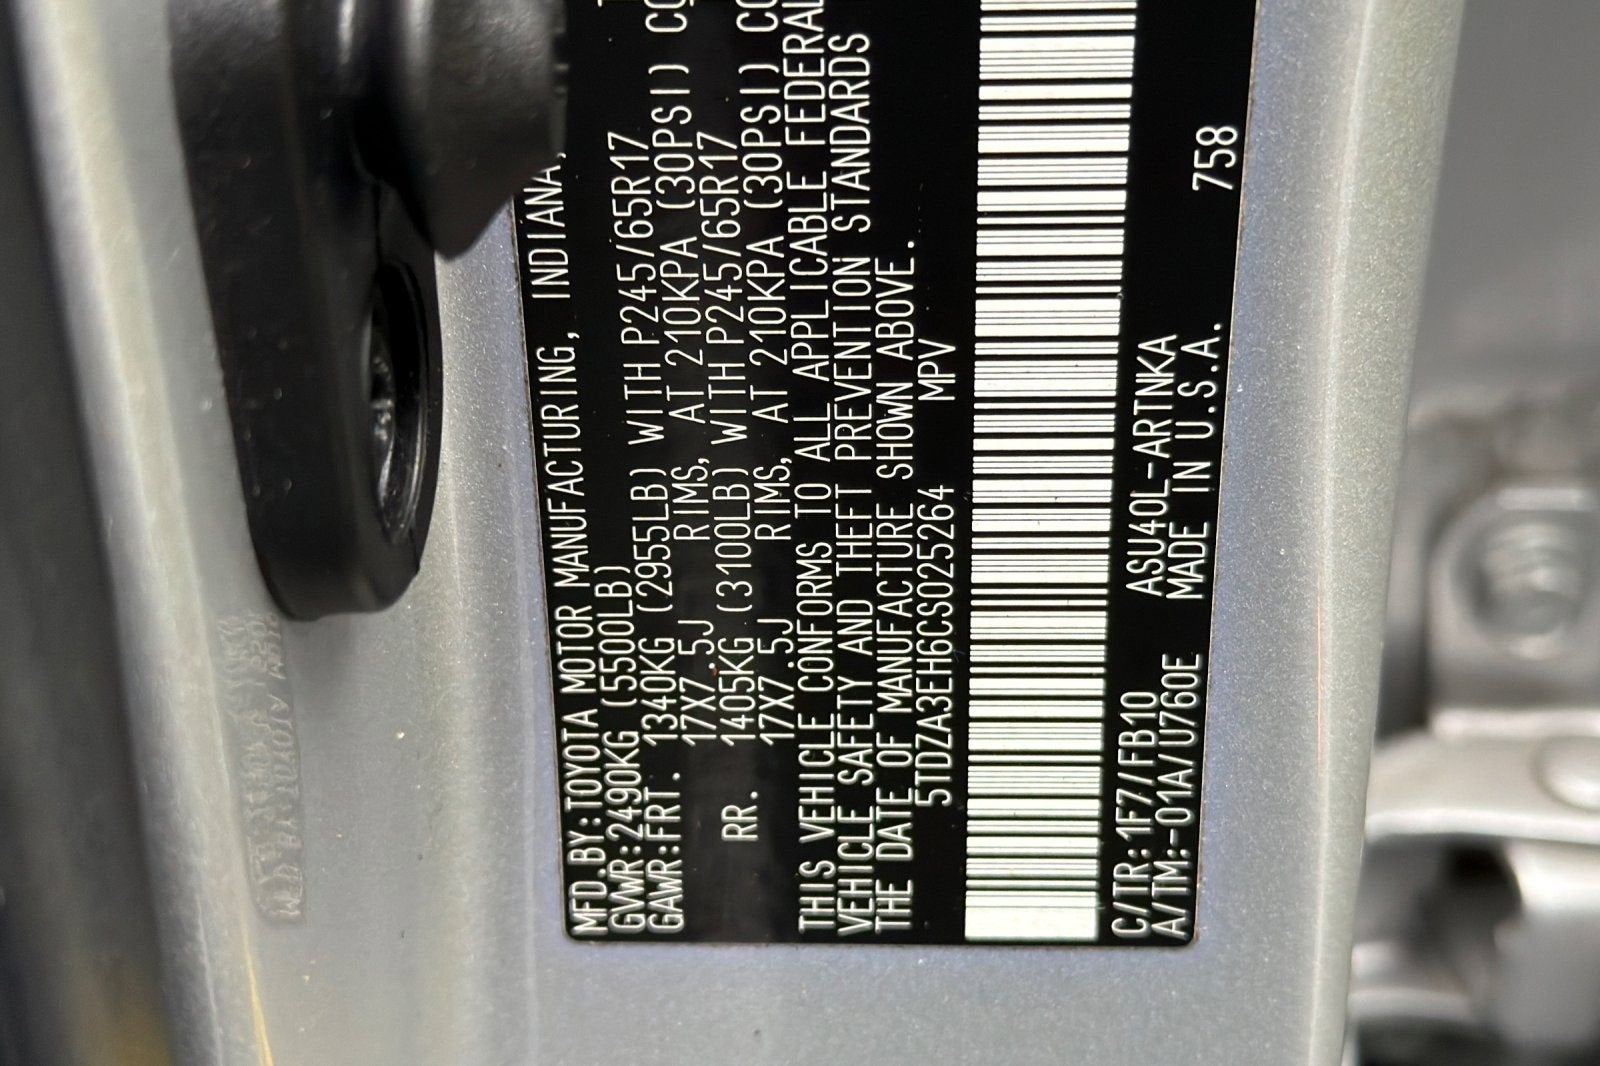 MFD.BY:TOYOTA MOTOR MANUFACTURING, INDIANA,
GVWR:2490KG (5500LB)
GAWR:FRT. 1340KG (2955LB) WITH P245/65R17
17X7.5J RIMS, AT 210KPA (30PSI)
RR. 1405KG (3100LB) WITH P245/65R17
17X7.5J RIMS, AT 210KPA (30PSI)
THIS VEHICLE CONFORMS TO ALL APPLICABLE FEDERAL
VEHICLE SAFETY AND THEFT PREVENTION STANDARDS
THE DATE OF MANUFACTURE SHOWN ABOVE.
5TDZA3EH6CS025264 MPV
C/TR:1F7/FB10 ASU40L-ARTNKA 758
A/TM:-01A/U760E MADE IN U.S.A.